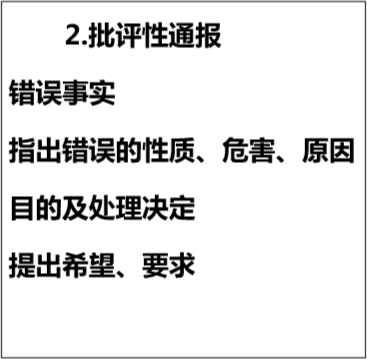 2.批评性通报
错误事实
指出错误的性质、危害、原因
目的及处理决定
提出希望、要求